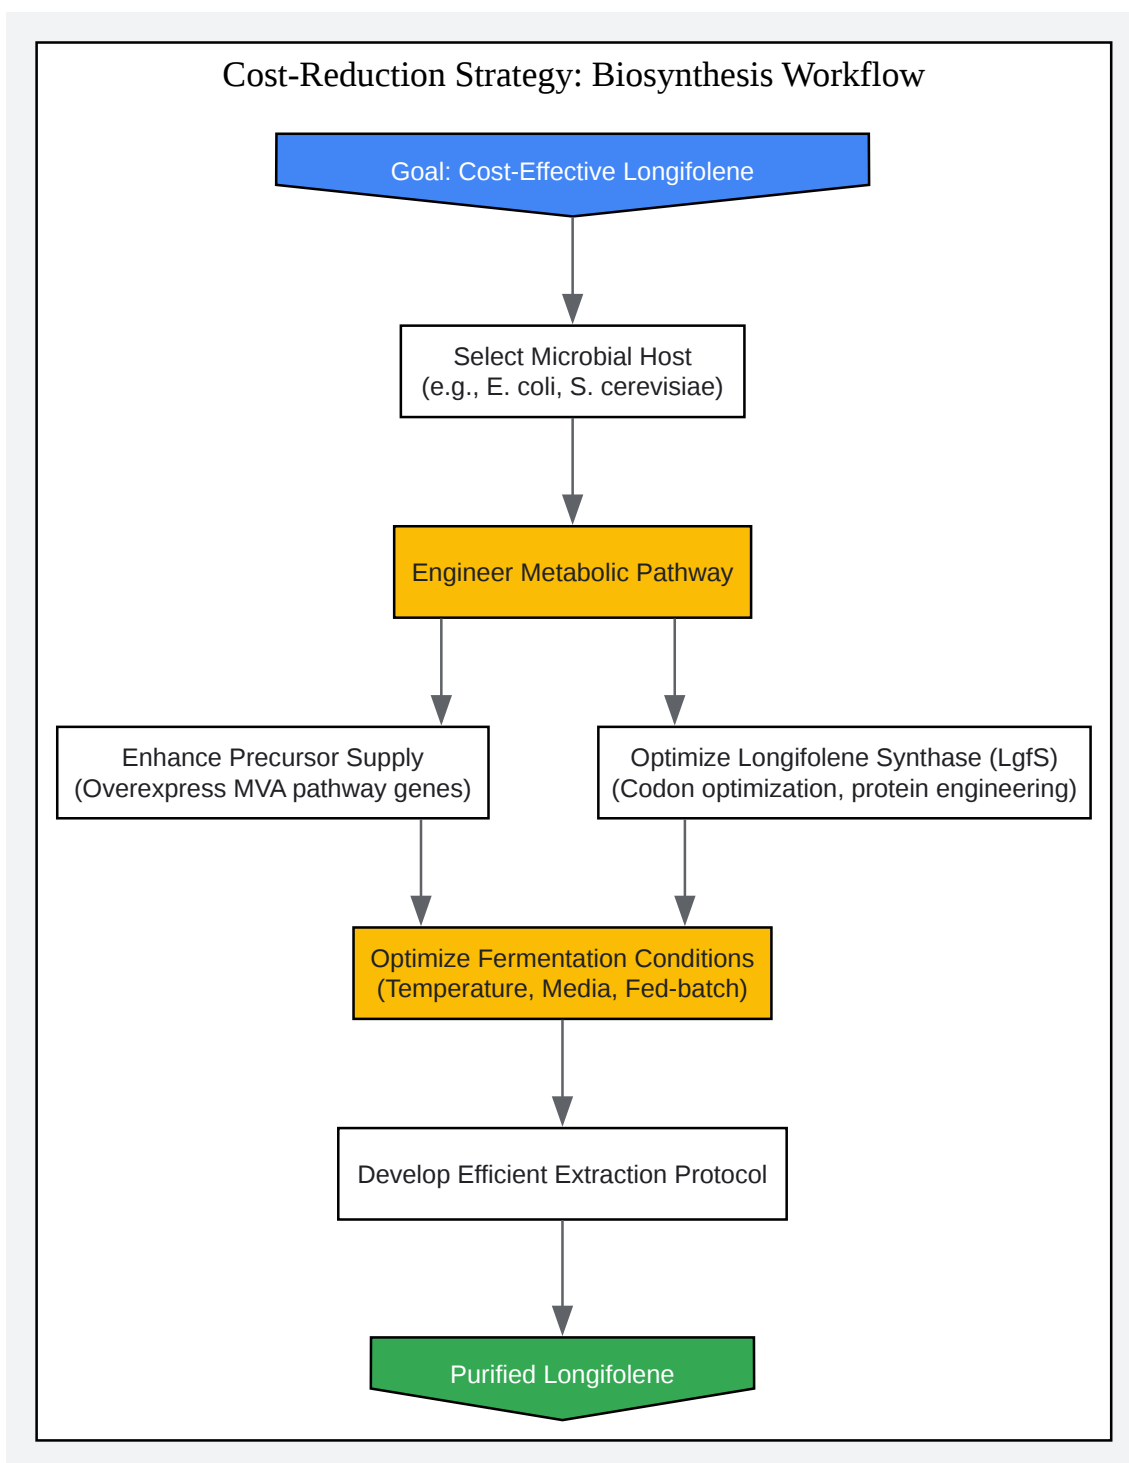 Cost-Reduction Strategy: Biosynthesis Workflow
Goal: Cost-Effective Longifolene
Select Microbial Host
(e.g., E. coli, S. cerevisiae)
Engineer Metabolic Pathway
Enhance Precursor Supply
(Overexpress MVA pathway genes)
Optimize Longifolene Synthase (LgfS)
(Codon optimization, protein engineering)
Optimize Fermentation Conditions
(Temperature, Media, Fed-batch)
Develop Efficient Extraction Protocol
Purified Longifolene